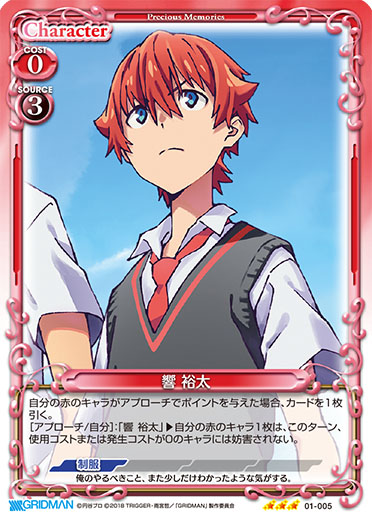 Precious Memories
Character
COST
0
SOURCE
3
響 裕太
自分の赤のキャラがアプローチでポイントを与えた場合、カードを1枚
引く。
[アプローチ/自分]:「響 裕太」▶自分の赤のキャラ1枚は、このターン、
使用コストまたは発生コストが0のキャラには妨害されない。
制服
俺のやるべきこと、また少しだけわかったような気がする。
GRIDMAN
©円谷プロ ©2018 TRIGGER・雨宮哲/「GRIDMAN」製作委員会
★★★ 01-005